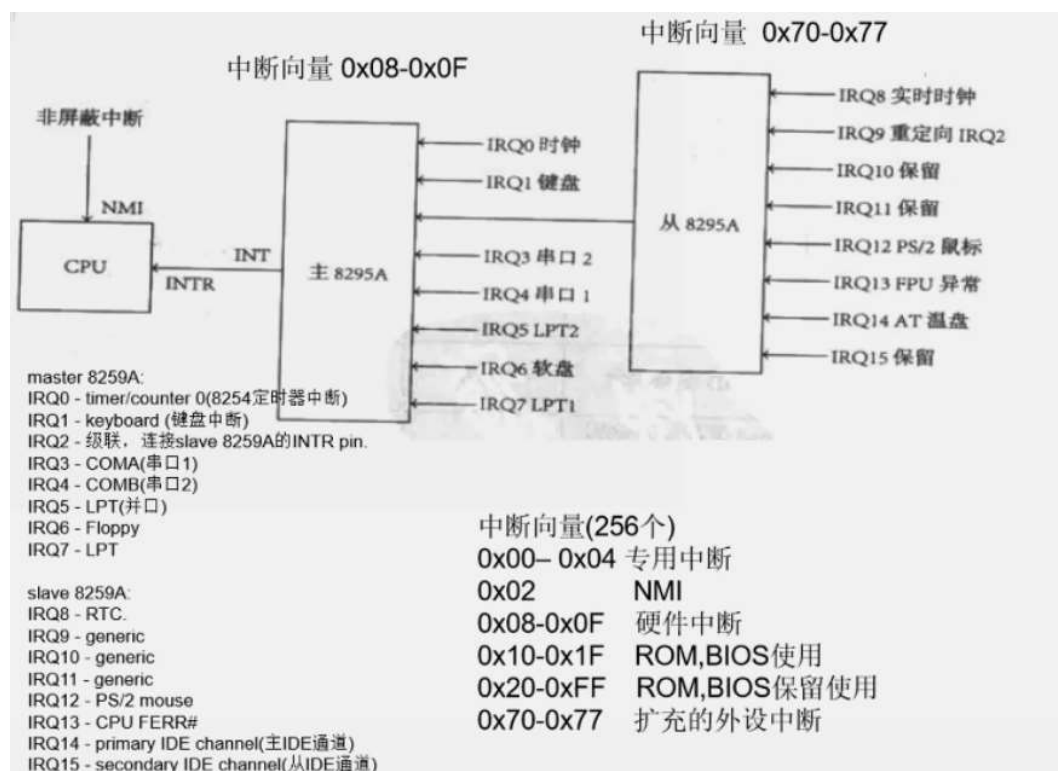 中断向量 0x70-0x77
中断向量 0x08-0x0F
非屏蔽中断
NMI
CPU
INT
INTR
主 8295A
IRQ0 时钟
IRQ1 键盘
IRQ3 串口 2
IRQ4 串口 1
IRQ5 LPT2
IRQ6 软盘
IRQ7 LPT1
从 8295A
IRQ8 实时时钟
IRQ9 重定向 IRQ2
IRQ10 保留
IRQ11 保留
IRQ12 PS/2 鼠标
IRQ13 FPU 异常
IRQ14 AT 温盘
IRQ15 保留
master 8259A:
IRQ0 - timer/counter 0(8254定时器中断)
IRQ1 - keyboard (键盘中断)
IRQ2 - 级联，连接slave 8259A的INTR pin.
IRQ3 - COMA(串口1)
IRQ4 - COMB(串口2)
IRQ5 - LPT(并口)
IRQ6 - Floppy
IRQ7 - LPT
slave 8259A:
IRQ8 - RTC.
IRQ9 - generic
IRQ10 - generic
IRQ11 - generic
IRQ12 - PS/2 mouse
IRQ13 - CPU FERR#
IRQ14 - primary IDE channel(主IDE通道)
IRQ15 - secondary IDE channel(从IDE通道)
中断向量(256个)
0x00– 0x04 专用中断
0x02 NMI
0x08-0x0F 硬件中断
0x10-0x1F ROM,BIOS使用
0x20-0xFF ROM,BIOS保留使用
0x70-0x77 扩充的外设中断